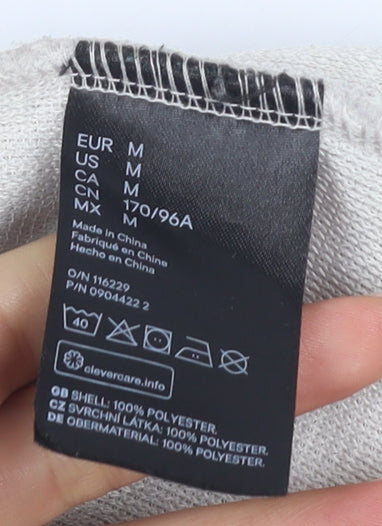 EUR M
US M
CA M
CN 170/96A
MX M
Made in China
Fabriqué en Chine
Hecho en China
O/N 116229
P/N 0904422 2
40
clevercare.info
GB SHELL: 100% POLYESTER.
CZ SVRCHNÍ LÁTKA: 100% POLYESTER.
DE OBERMATERIAL: 100% POLYESTER.